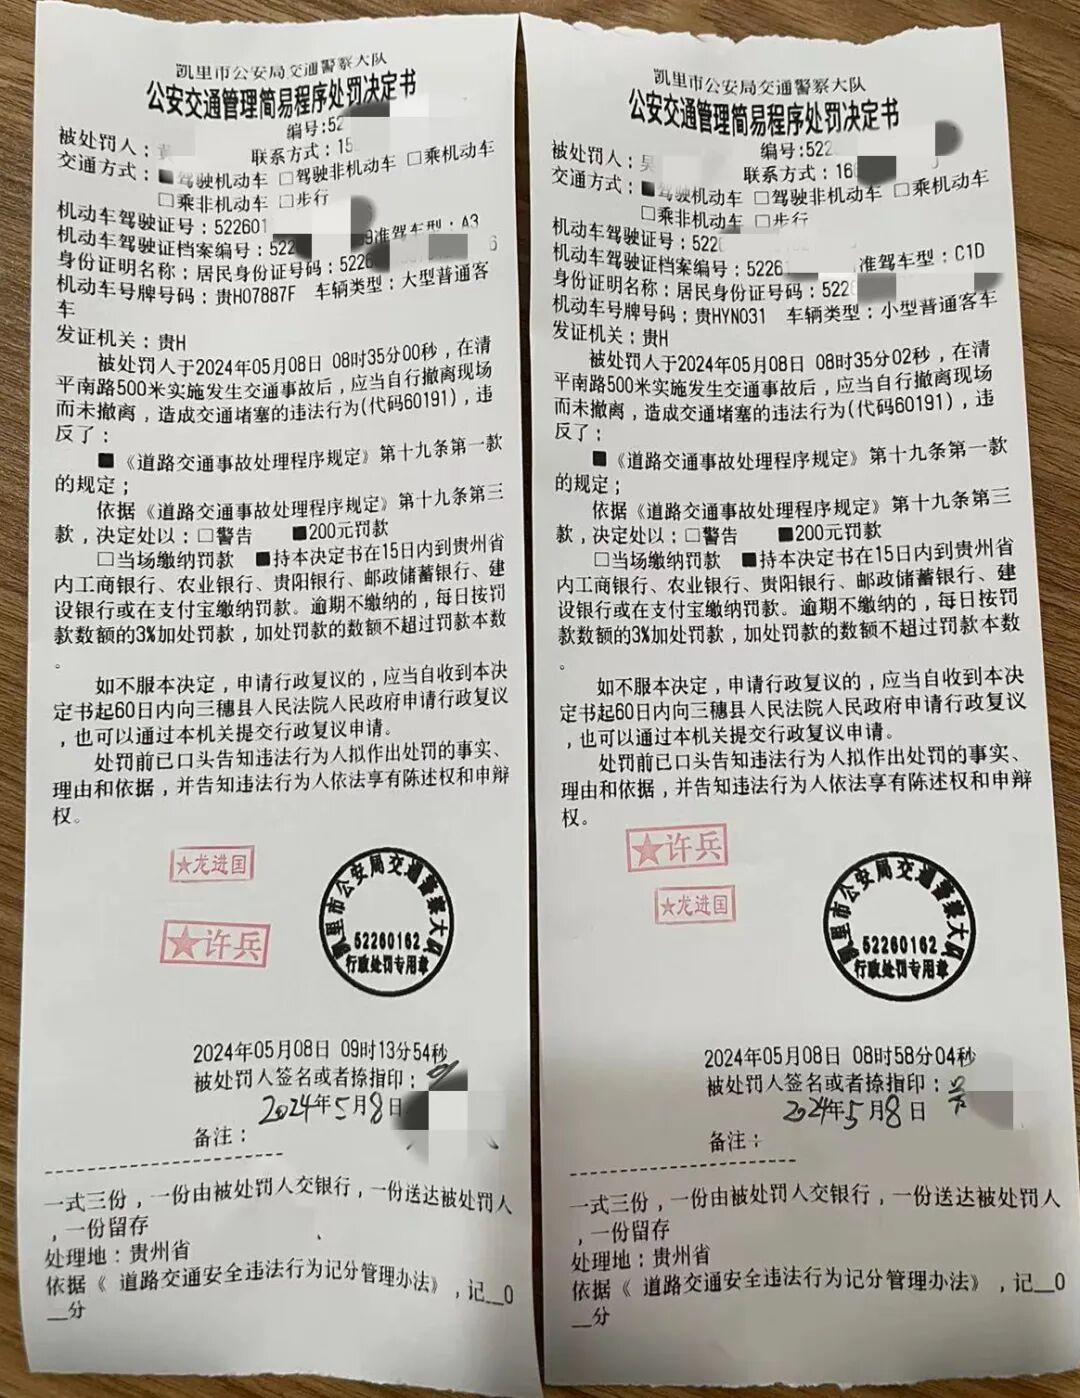 凯里市公安局交通警察大队
公安交通管理简易程序处罚决定书
编号:52
被处罚人：黄
联系方式：15
交通方式：■驾驶机动车 □驾驶非机动车 □乘机动车
□乘非机动车 □步行
机动车驾驶证号：522601
机动车驾驶证档案编号：522 9准驾车型：A3
身份证明名称：居民身份证号码：5226 6
机动车号牌号码：贵H07887F 车辆类型：大型普通客
车
发证机关：贵H
被处罚人于2024年05月08日 08时35分00秒，在清
平南路500米实施发生交通事故后，应当自行撤离现场
而未撤离，造成交通堵塞的违法行为(代码60191)，违
反了：
■《道路交通事故处理程序规定》第十九条第一款
的规定；
依据《道路交通事故处理程序规定》第十九条第三
款，决定处以：□警告 ■200元罚款
□当场缴纳罚款 ■持本决定书在15日内到贵州省
内工商银行、农业银行、贵阳银行、邮政储蓄银行、建
设银行或在支付宝缴纳罚款。逾期不缴纳的，每日按罚
款数额的3%加处罚款，加处罚款的数额不超过罚款本数
。
如不服本决定，申请行政复议的，应当自收到本决
定书起60日内向三穗县人民法院人民政府申请行政复议
，也可以通过本机关提交行政复议申请。
处罚前已口头告知违法行为人拟作出处罚的事实、
理由和依据，并告知违法行为人依法享有陈述权和申辩
权。
★龙进国
★许兵
凯里市公安局交通警察大队
52260162
行政处罚专用章
2024年05月08日 09时13分54秒
被处罚人签名或者捺指印：
2024年5月8日
备注：
一式三份，一份由被处罚人交银行，一份送达被处罚人
，一份留存
处理地：贵州省
依据《 道路交通安全违法行为记分管理办法》，记__0
__分
凯里市公安局交通警察大队
公安交通管理简易程序处罚决定书
编号:522
被处罚人：吴
联系方式：16
交通方式：■驾驶机动车 □驾驶非机动车 □乘机动车
□乘非机动车 □步行
机动车驾驶证号：522
机动车驾驶证档案编号：52261 准驾车型：C1D
身份证明名称：居民身份证号码：522
机动车号牌号码：贵HYN031 车辆类型：小型普通客车
发证机关：贵H
被处罚人于2024年05月08日 08时35分02秒，在清
平南路500米实施发生交通事故后，应当自行撤离现场
而未撤离，造成交通堵塞的违法行为(代码60191)，违
反了：
■《道路交通事故处理程序规定》第十九条第一款
的规定；
依据《道路交通事故处理程序规定》第十九条第三
款，决定处以：□警告 ■200元罚款
□当场缴纳罚款 ■持本决定书在15日内到贵州省
内工商银行、农业银行、贵阳银行、邮政储蓄银行、建
设银行或在支付宝缴纳罚款。逾期不缴纳的，每日按罚
款数额的3%加处罚款，加处罚款的数额不超过罚款本数
。
如不服本决定，申请行政复议的，应当自收到本决
定书起60日内向三穗县人民法院人民政府申请行政复议
，也可以通过本机关提交行政复议申请。
处罚前已口头告知违法行为人拟作出处罚的事实、
理由和依据，并告知违法行为人依法享有陈述权和申辩
权。
★许兵
★龙进国
凯里市公安局交通警察大队
52260162
行政处罚专用章
2024年05月08日 08时58分04秒
被处罚人签名或者捺指印：吴
2024年5月8日
备注：
一式三份，一份由被处罚人交银行，一份送达被处罚人
，一份留存
处理地：贵州省
依据《 道路交通安全违法行为记分管理办法》，记__0
__分